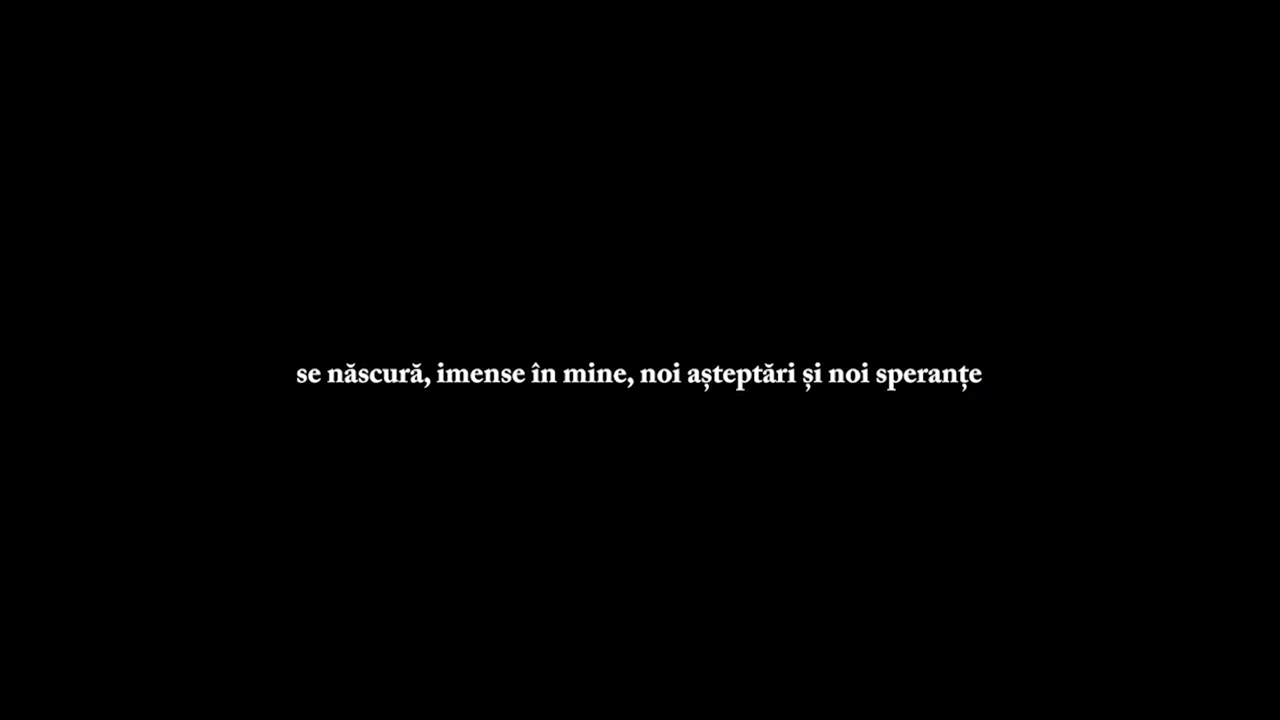 se născură, imense în mine, noi așteptări și noi speranțe